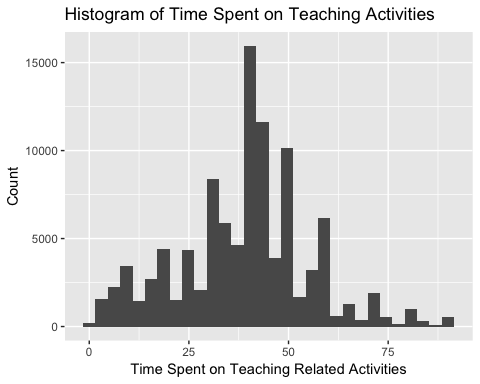 Histogram of Time Spent on Teaching Activities
15000
10000
5000
0
Count
0 25 50 75
Time Spent on Teaching Related Activities